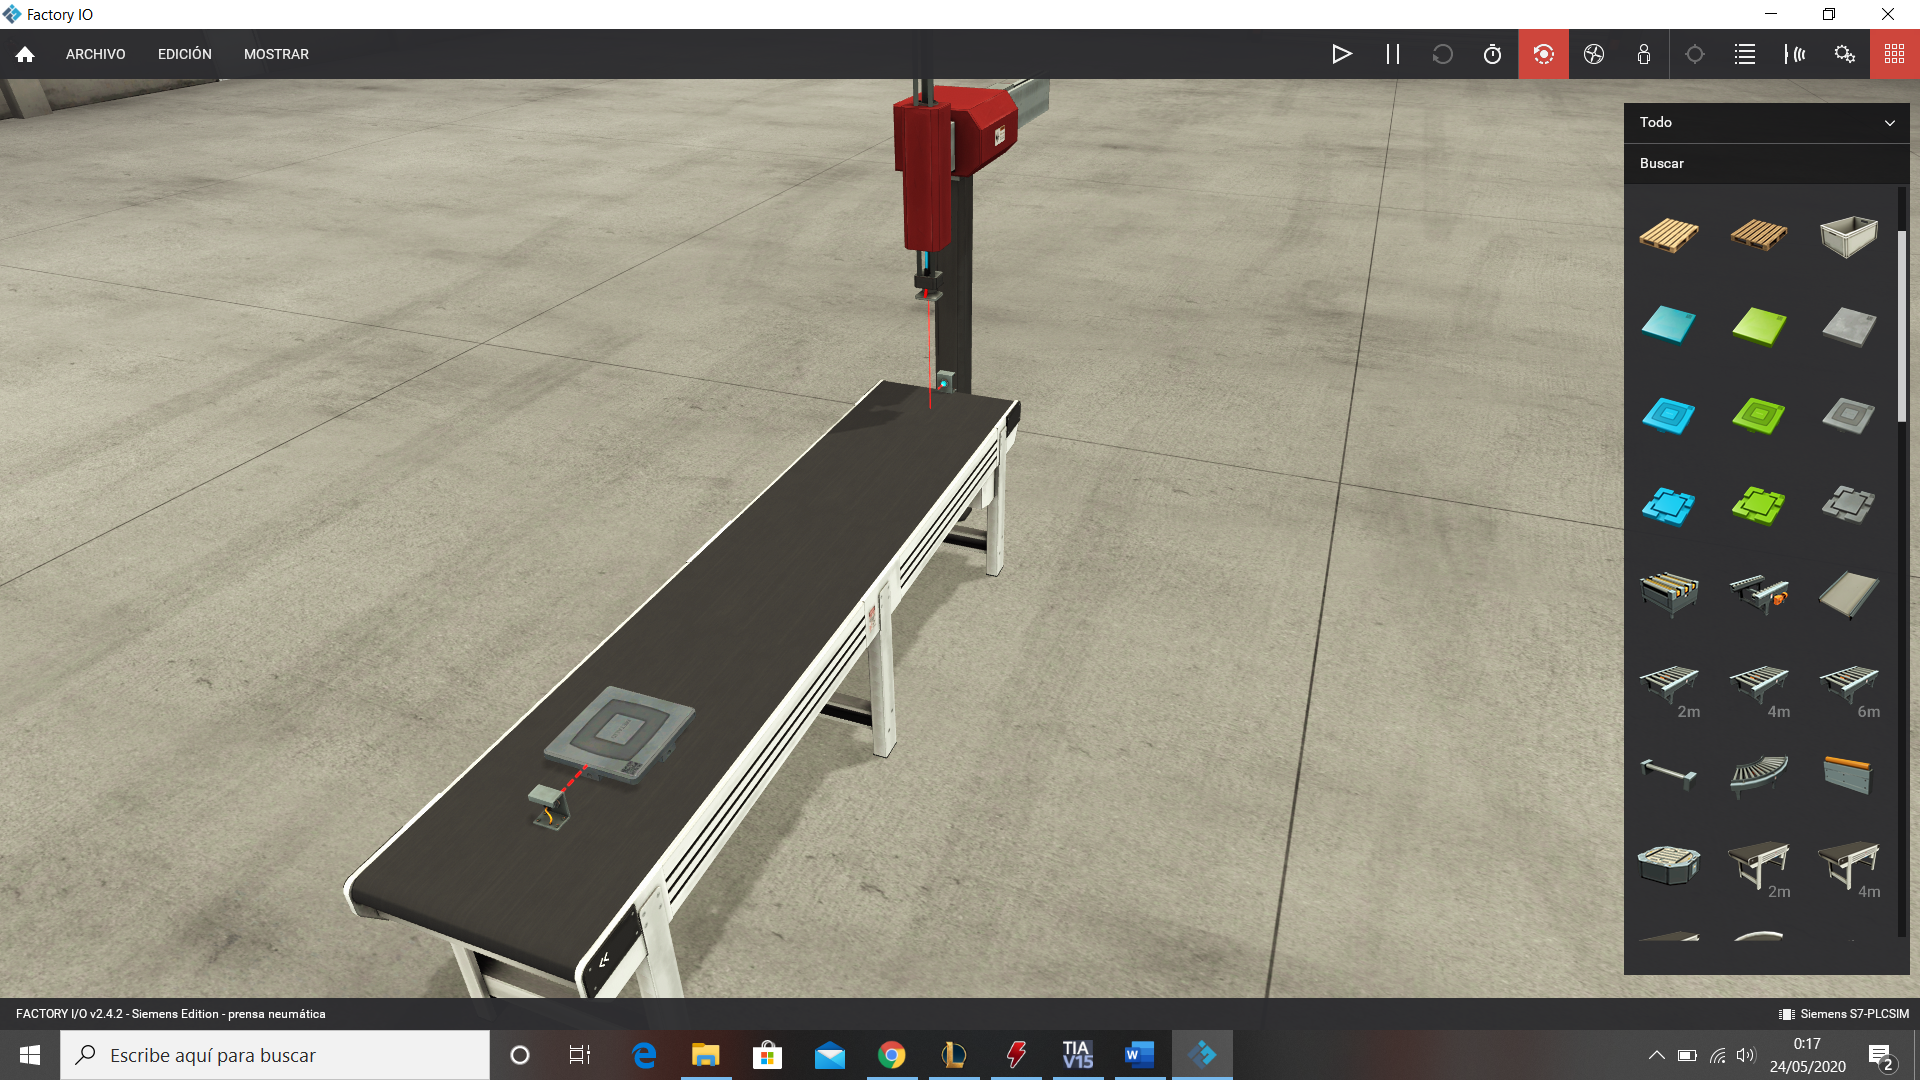 Factory IO
ARCHIVO
EDICIÓN
MOSTRAR
Todo
Buscar
2m
4m
6m
2m
4m
FACTORY I/O v2.4.2 - Siemens Edition - prensa neumática
Siemens S7-PLCSIM
Escribe aquí para buscar
TIA
V15
W
0:17
24/05/2020
2